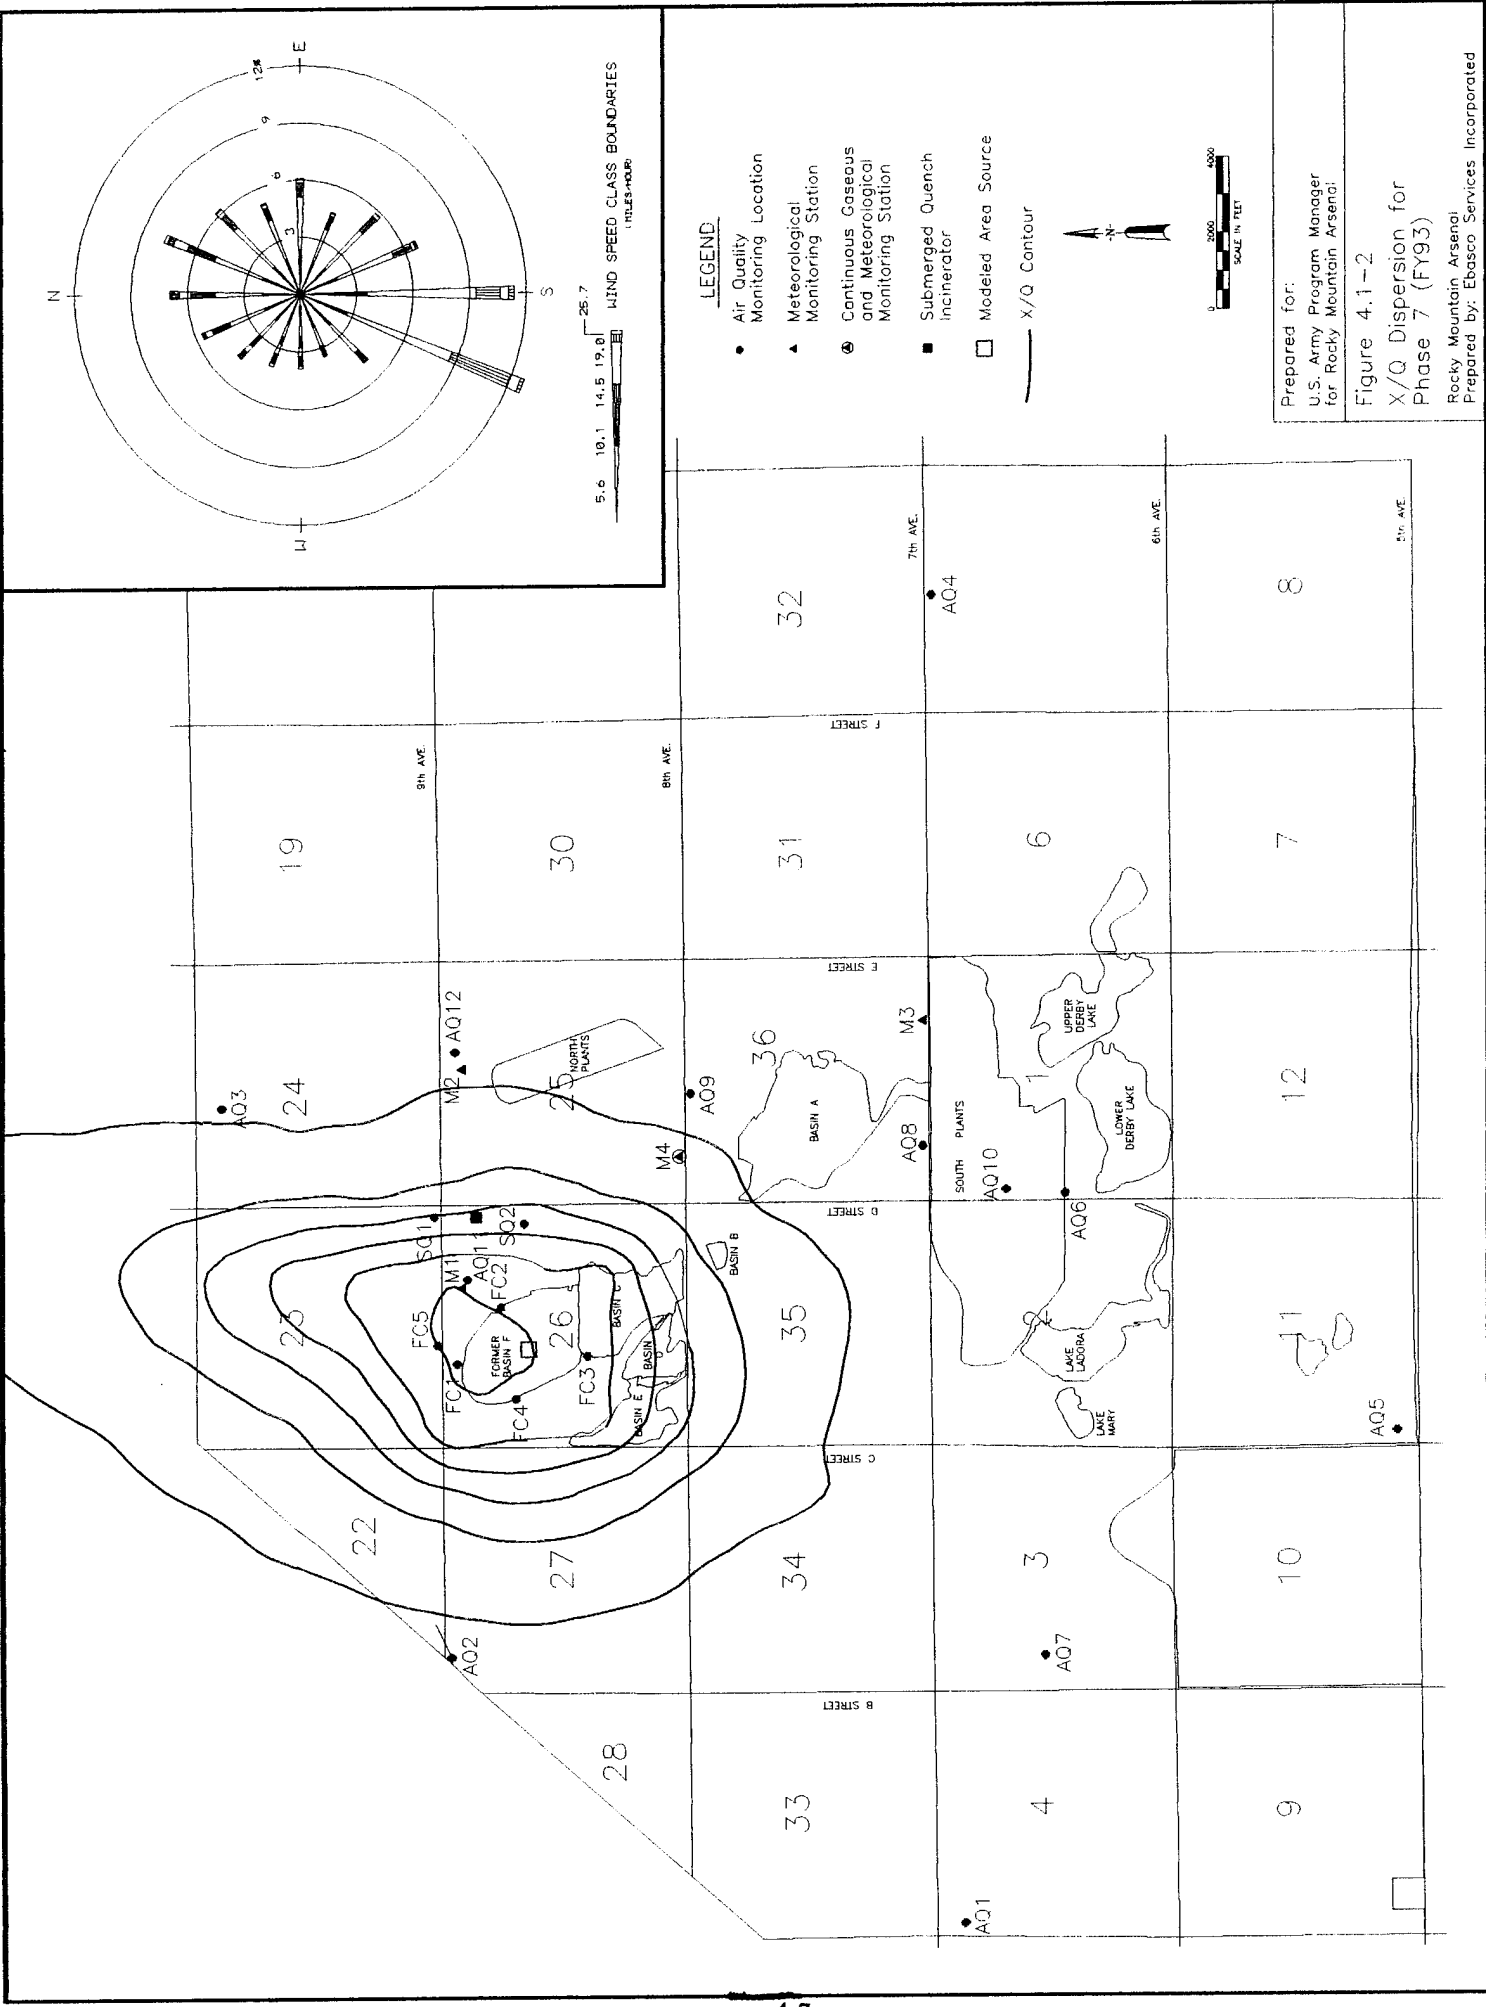 N
E
S
W
3
6
9
12%
5.6 10.1 14.5 19.0 25.7
WIND SPEED CLASS BOUNDARIES
(MILES/HOUR)
LEGEND
Air Quality
Monitoring Location
Meteorological
Monitoring Station
Continuous Gaseous
and Meteorological
Monitoring Station
Submerged Quench
Incinerator
Modeled Area Source
X/Q Contour
-N-
0 2000 4000
SCALE IN FEET
Prepared for:
U.S. Army Program Manager
for Rocky Mountain Arsenal
Figure 4.1-2
X/Q Dispersion for
Phase 7 (FY93)
Rocky Mountain Arsenal
Prepared by: Ebasco Services Incorporated
9th AVE.
8th AVE.
7th AVE.
6th AVE.
5th AVE.
B STREET
C STREET
D STREET
E STREET
F STREET
22
23
24
19
AQ3
AQ2
FC5
FC1
M1
AQ11
SQ1
M2
AQ12
FORMER
BASIN F
FC2
SQ2
FC4
FC3
28
27
26
25
30
NORTH
PLANTS
BASIN E
BASIN
D
BASIN C
M4
AQ9
BASIN B
33
34
35
36
31
32
BASIN A
AQ8
M3
AQ4
AQ1
SOUTH PLANTS
AQ10
4
3
2
1
6
AQ7
AQ6
LAKE
LADORA
LAKE
MARY
LOWER
DERBY LAKE
UPPER
DERBY
LAKE
9
10
11
12
7
8
AQ5